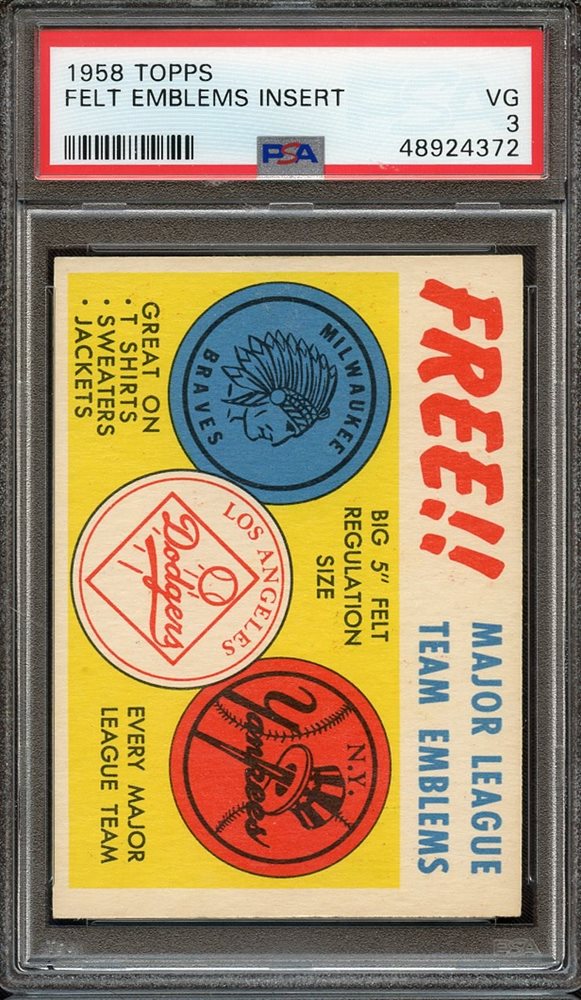 1958 TOPPS
FELT EMBLEMS INSERT
VG
3
PSA
48924372
FREE!!
MAJOR LEAGUE
TEAM EMBLEMS
MILWAUKEE
BRAVES
BIG 5" FELT
REGULATION
SIZE
N.Y.
Yankees
GREAT ON
• T SHIRTS
• SWEATERS
• JACKETS
LOS ANGELES
Dodgers
EVERY MAJOR
LEAGUE TEAM
PSA